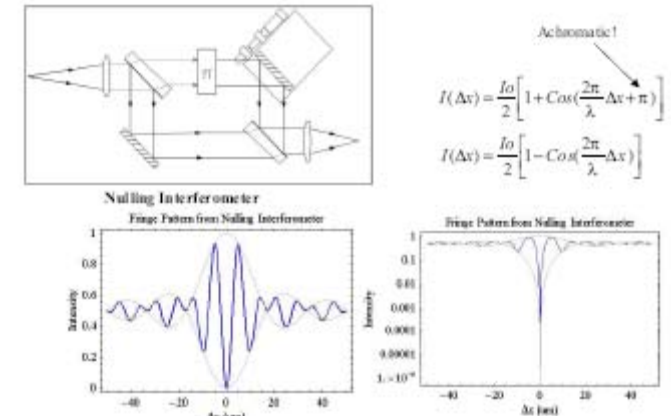 Achromatic!
I(Δx) = Io/2 [1 + Cos(2π/λ Δx + π)]
I(Δx) = Io/2 [1 − Cos(2π/λ Δx)]
π
Nulling Interferometer
Fringe Pattern from Nulling Interferometer
Intensity
1
0.8
0.6
0.4
0.2
0
−40 −20 0 20 40
Fringe Pattern from Nulling Interferometer
Intensity
1
0.1
0.01
0.001
0.0001
0.00001
−40 −20 0 20 40